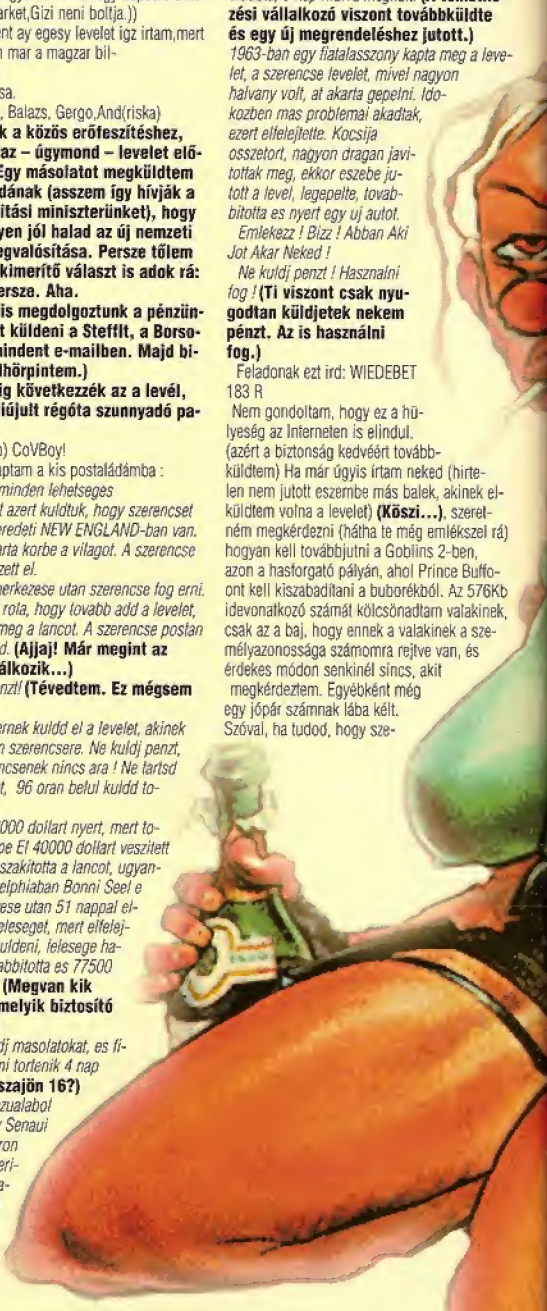 arket,Gizi neni boltja.))
nt ay egesy levelet igz irtam,mert
n mar a magzar bil-
sa.
, Balazs, Gergo,And(riska)
k a közös erőfeszítéshez,
az – úgymond – levelet elő-
Egy másolatot megküldtem
dának (asszem így hívják a
itási miniszterünket), hogy
yen jól halad az új nemzeti
egvalósítása. Persze tőlem
kimerítő választ is adok rá:
ersze. Aha.
is megdolgoztunk a pénzün-
t küldeni a Steffit, a Borso-
mindent e-mailben. Majd bi-
lhörpintem.)
ig következzék az a levél,
iújult régóta szunnyadó pa-
) CoVBoy!
aptam a kis postaládámba :
minden lehetseges
t azert kuldtuk, hogy szerencset
eredeti NEW ENGLAND-ban van.
arta korbe a vilagot. A szerencse
zett el.
erkezese utan szerencse fog erni.
rola, hogy tovabb add a levelet,
meg a lancot. A szerencse postan
d. (Ajjaj! Már megint az
álkozik...)
nzt! (Tévedtem. Ez mégsem
ernek kuldd el a levelet, akinek
n szerencsere. Ne kuldj penzt,
ncsenek nincs ara ! Ne tartsd
t, 96 oran belul kuldd to-
000 dollart nyert, mert to-
oe El 40000 dollart veszitett
szakitotta a lancot, ugyan-
elphiaban Bonni Seel e
ese utan 51 nappal el-
eleseget, mert elfelej-
uldeni, felesege ha-
abbitotta es 77500
(Megvan kik
melyik biztosító
dj masolatokat, es fi-
ni tortenik 4 nap
szajön 16?)
zualabol
Senaui
ron
eri-
a-
zési vállalkozó viszont továbbküldte
és egy új megrendeléshez jutott.)
1963-ban egy fiatalasszony kapta meg a leve-
let, a szerencse levelet, mivel nagyon
halvany volt, at akarta gepelni. Ido-
kozben mas problemai akadtak,
ezert elfelejtette. Kocsija
osszetort, nagyon dragan javi-
tottak meg, ekkor eszebe ju-
tott a level, legepelte, tovab-
bitotta es nyert egy uj autot.
Emlekezz ! Bizz ! Abban Aki
Jot Akar Neked !
Ne kuldj penzt ! Hasznalni
fog ! (Ti viszont csak nyu-
godtan küldjetek nekem
pénzt. Az is használni
fog.)
Feladonak ezt ird: WIEDEBET
183 R
Nem gondoltam, hogy ez a hü-
lyeség az Interneten is elindul.
(azért a biztonság kedvéért tovább-
küldtem) Ha már úgyis írtam neked (hirte-
len nem jutott eszembe más balek, akinek el-
küldtem volna a levelet) (Köszi...), szeret-
ném megkérdezni (hátha te még emlékszel rá)
hogyan kell továbbjutni a Goblins 2-ben,
azon a hasforgató pályán, ahol Prince Buffo-
ont kell kiszabadítani a buborékból. Az 576Kb
idevonatkozó számát kölcsönadtam valakinek,
csak az a baj, hogy ennek a valakinek a sze-
mélyazonossága számomra rejtve van, és
érdekes módon senkinél sincs, akit
megkérdeztem. Egyébként még
egy jópár számnak lába kélt.
Szóval, ha tudod, hogy sze-